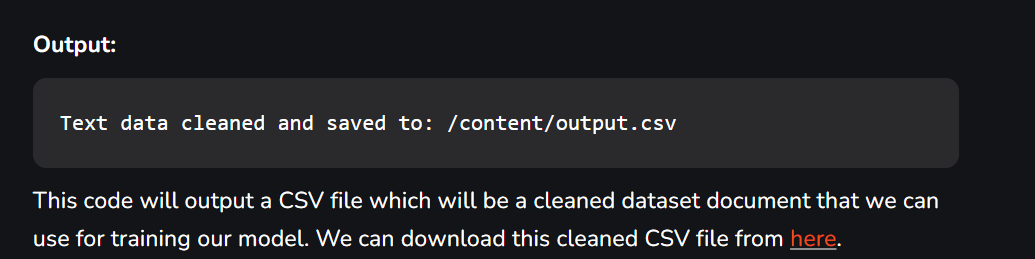 Output:
Text data cleaned and saved to: /content/output.csv
This code will output a CSV file which will be a cleaned dataset document that we can
use for training our model. We can download this cleaned CSV file from here.